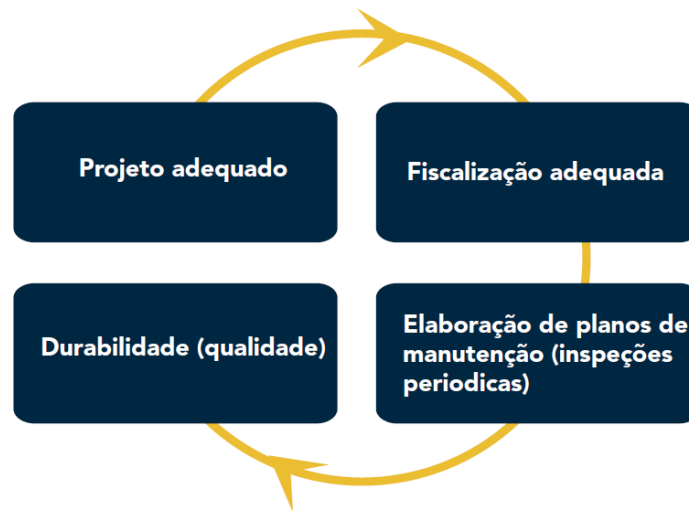 Projeto adequado
Fiscalização adequada
Durabilidade (qualidade)
Elaboração de planos de
manutenção (inspeções
periodicas)